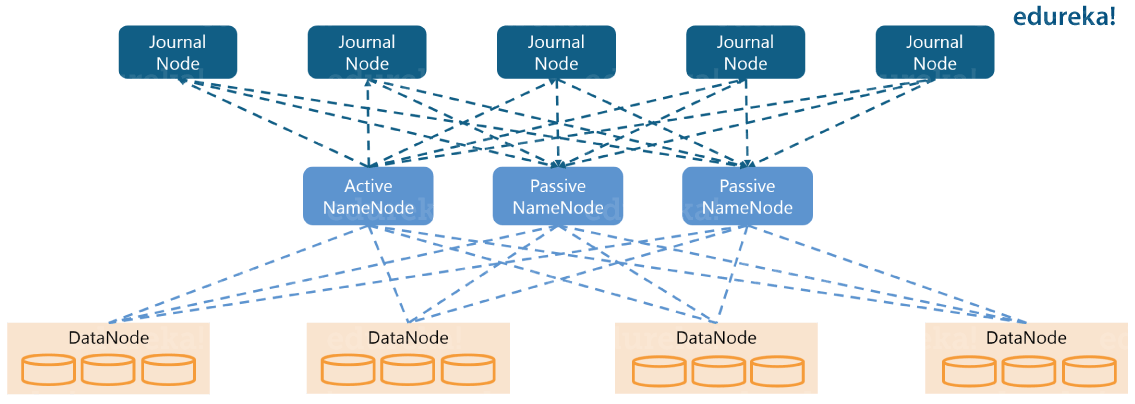 edureka!
Journal
Node
Journal
Node
Journal
Node
Journal
Node
Journal
Node
Active
NameNode
Passive
NameNode
Passive
NameNode
DataNode
DataNode
DataNode
DataNode